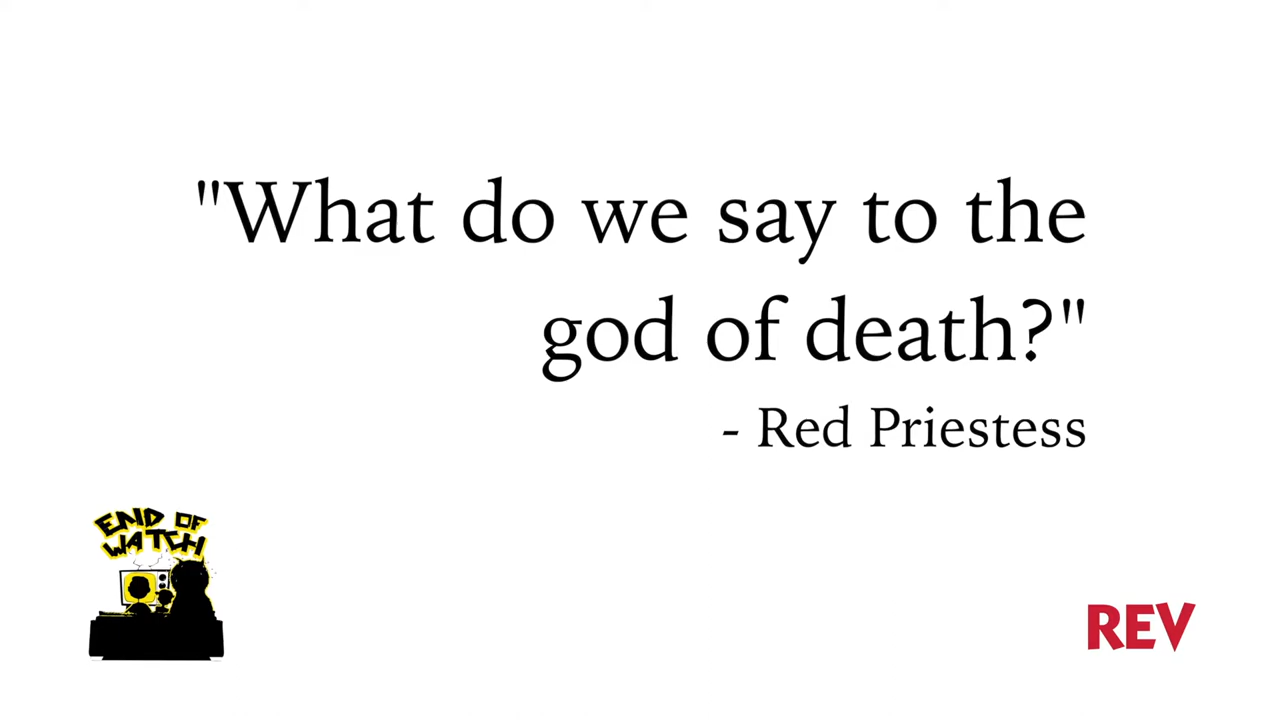 "What do we say to the
god of death?"
- Red Priestess
END OF
WATCH
REV